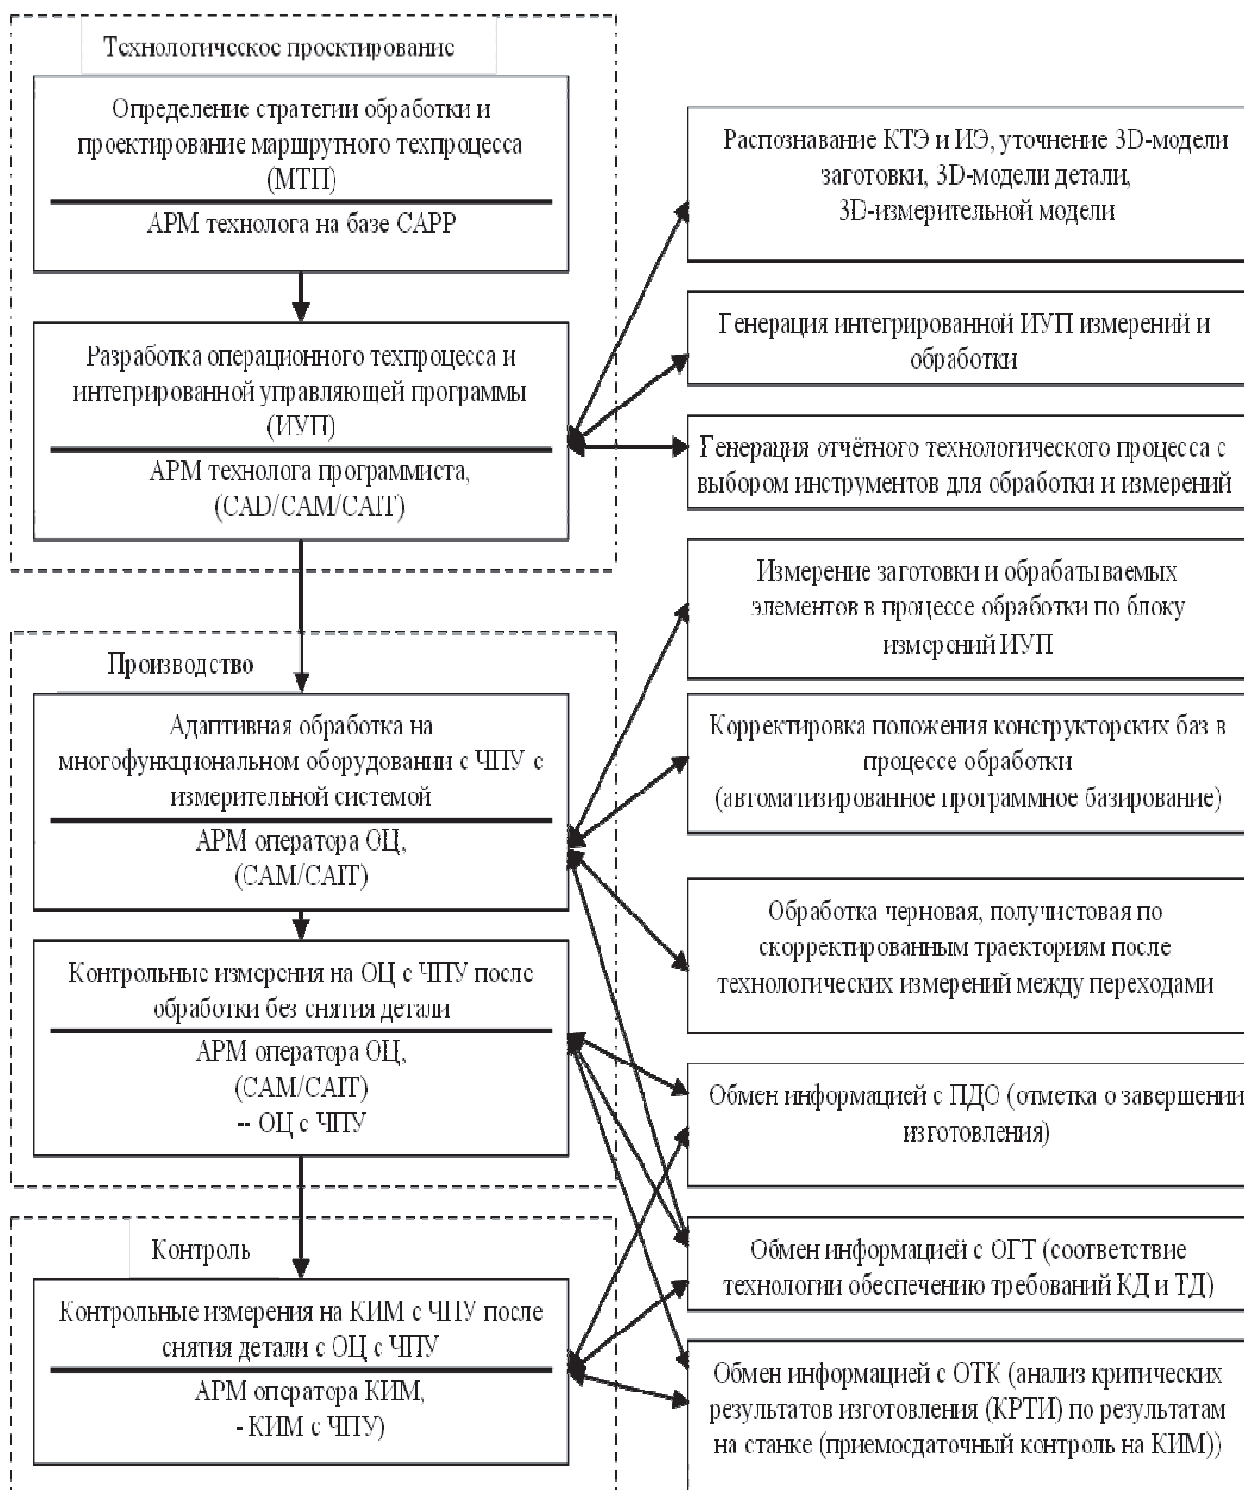 Технологическое проектирование
Определение стратегии обработки и
проектирование маршрутного техпроцесса
(МТП)
АРМ технолога на базе CAPP
Разработка операционного техпроцесса и
интегрированной управляющей программы
(ИУП)
АРМ технолога программиста,
(CAD/CAM/CAIT)
Производство
Адаптивная обработка на
многофункциональном оборудовании с ЧПУ с
измерительной системой
АРМ оператора ОЦ,
(CAM/CAIT)
Контрольные измерения на ОЦ с ЧПУ после
обработки без снятия детали
АРМ оператора ОЦ,
(CAM/CAIT)
-- ОЦ с ЧПУ
Контроль
Контрольные измерения на КИМ с ЧПУ после
снятия детали с ОЦ с ЧПУ
АРМ оператора КИМ,
- КИМ с ЧПУ)
Распознавание КТЭ и ИЭ, уточнение 3D-модели
заготовки, 3D-модели детали,
3D-измерительной модели
Генерация интегрированной ИУП измерений и
обработки
Генерация отчётного технологического процесса с
выбором инструментов для обработки и измерений
Измерение заготовки и обрабатываемых
элементов в процессе обработки по блоку
измерений ИУП
Корректировка положения конструкторских баз в
процессе обработки
(автоматизированное программное базирование)
Обработка черновая, получистовая по
скорректированным траекториям после
технологических измерений между переходами
Обмен информацией с ПДО (отметка о завершении
изготовления)
Обмен информацией с ОГТ (соответствие
технологии обеспечению требований КД и ТД)
Обмен информацией с ОТК (анализ критических
результатов изготовления (КРТИ) по результатам
на станке (приемосдаточный контроль на КИМ))